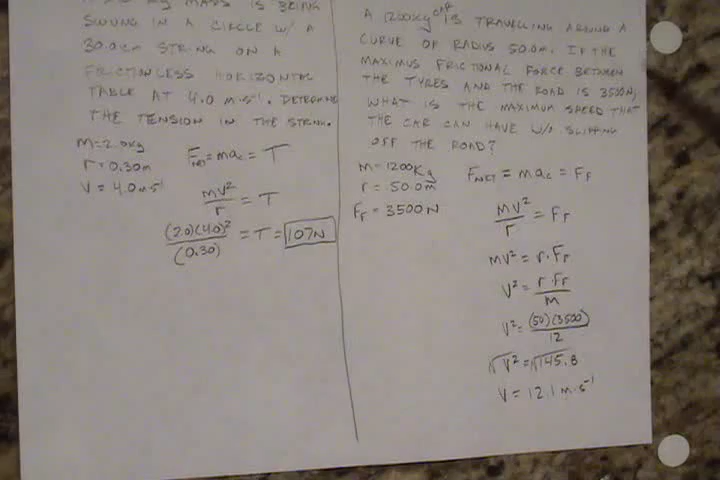 MASS IS BEING
SWUNG IN A CIRCLE W/ A
30.0cm STRING ON A
FRICTIONLESS HORIZONTAL
TABLE AT 4.0 m·s⁻¹. DETERMINE
THE TENSION IN THE STRING.
M=2.0kg
r=0.30m
V=4.0m·s⁻¹
F_NET=ma_c=T
mv²/r = T
(2.0)(4.0)²/(0.30) = T = 107N
A 1200kg CAR IS TRAVELLING AROUND A
CURVE OF RADIUS 50.0m. IF THE
MAXIMUS FRICTIONAL FORCE BETWEEN
THE TYRES AND THE ROAD IS 3500N,
WHAT IS THE MAXIMUM SPEED THAT
THE CAR CAN HAVE W/O SLIPPING
OFF THE ROAD?
M=1200kg
r=50.0m
F_F=3500N
F_NET=ma_c=F_F
mv²/r = F_F
mv²=r·F_F
v²=r·F_F/m
v²=(50)(3500)/12
√v²=√145.8
V=12.1m·s⁻¹